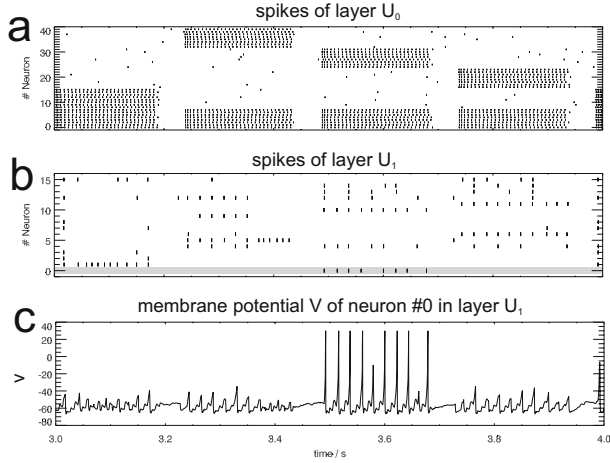 a
spikes of layer U0
# Neuron
40
30
20
10
0
b
spikes of layer U1
# Neuron
15
10
5
0
c
membrane potential V of neuron #0 in layer U1
V
40
20
0
-20
-40
-60
-80
3.0 3.2 3.4 3.6 3.8 4.0
time / s